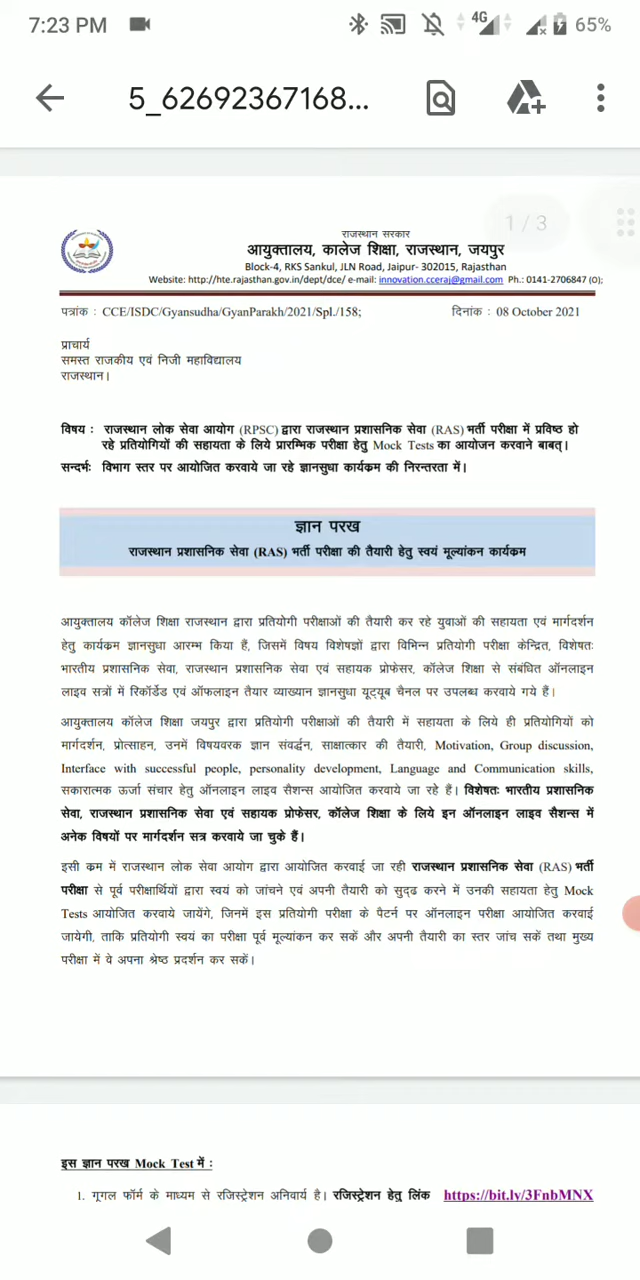 7:23 PM 4G 65%
5_62692367168...
1 / 3
राजस्थान सरकार
आयुक्तालय, कालेज शिक्षा, राजस्थान, जयपुर
Block-4, RKS Sankul, JLN Road, Jaipur- 302015, Rajasthan
Website: http://hte.rajasthan.gov.in/dept/dce/ e-mail: innovation.cceraj@gmail.com Ph.: 0141-2706847 (O);
पत्रांक : CCE/ISDC/Gyansudha/GyanParakh/2021/Spl./158; दिनांक : 08 October 2021
प्राचार्य
समस्त राजकीय एवं निजी महाविद्यालय
राजस्थान।
विषय : राजस्थान लोक सेवा आयोग (RPSC) द्वारा राजस्थान प्रशासनिक सेवा (RAS) भर्ती परीक्षा में प्रविष्ठ हो
रहे प्रतियोगियों की सहायता के लिये प्रारम्भिक परीक्षा हेतु Mock Tests का आयोजन करवाने बाबत्।
सन्दर्भः विभाग स्तर पर आयोजित करवाये जा रहे ज्ञानसुधा कार्यक्रम की निरन्तरता में।
ज्ञान परख
राजस्थान प्रशासनिक सेवा (RAS) भर्ती परीक्षा की तैयारी हेतु स्वयं मूल्यांकन कार्यक्रम
आयुक्तालय कॉलेज शिक्षा राजस्थान द्वारा प्रतियोगी परीक्षाओं की तैयारी कर रहे युवाओं की सहायता एवं मार्गदर्शन
हेतु कार्यक्रम ज्ञानसुधा आरम्भ किया हैं, जिसमें विषय विशेषज्ञों द्वारा विभिन्न प्रतियोगी परीक्षा केन्द्रित, विशेषतः
भारतीय प्रशासनिक सेवा, राजस्थान प्रशासनिक सेवा एवं सहायक प्रोफेसर, कॉलेज शिक्षा से संबंधित ऑनलाइन
लाइव सत्रों में रिकॉर्डेड एवं ऑफलाइन तैयार व्याख्यान ज्ञानसुधा यूट्यूब चैनल पर उपलब्ध करवाये गये हैं।
आयुक्तालय कॉलेज शिक्षा जयपुर द्वारा प्रतियोगी परीक्षाओं की तैयारी में सहायता के लिये ही प्रतियोगियों को
मार्गदर्शन, प्रोत्साहन, उनमें विषयवरक ज्ञान संवर्द्धन, साक्षात्कार की तैयारी, Motivation, Group discussion,
Interface with successful people, personality development, Language and Communication skills,
सकारात्मक ऊर्जा संचार हेतु ऑनलाइन लाइव सैशन्स आयोजित करवाये जा रहे हैं। विशेषतः भारतीय प्रशासनिक
सेवा, राजस्थान प्रशासनिक सेवा एवं सहायक प्रोफेसर, कॉलेज शिक्षा के लिये इन ऑनलाइन लाइव सैशन्स में
अनेक विषयों पर मार्गदर्शन सत्र करवाये जा चुके हैं।
इसी क्रम में राजस्थान लोक सेवा आयोग द्वारा आयोजित करवाई जा रही राजस्थान प्रशासनिक सेवा (RAS) भर्ती
परीक्षा से पूर्व परीक्षार्थियों द्वारा स्वयं को जांचने एवं अपनी तैयारी को सुदृढ करने में उनकी सहायता हेतु Mock
Tests आयोजित करवाये जायेंगे, जिनमें इस प्रतियोगी परीक्षा के पैटर्न पर ऑनलाइन परीक्षा आयोजित करवाई
जायेगी, ताकि प्रतियोगी स्वयं का परीक्षा पूर्व मूल्यांकन कर सकें और अपनी तैयारी का स्तर जांच सकें तथा मुख्य
परीक्षा में वे अपना श्रेष्ठ प्रदर्शन कर सकें।
इस ज्ञान परख Mock Test में :
1. गूगल फॉर्म के माध्यम से रजिस्ट्रेशन अनिवार्य है। रजिस्ट्रेशन हेतु लिंक https://bit.ly/3FnbMNX